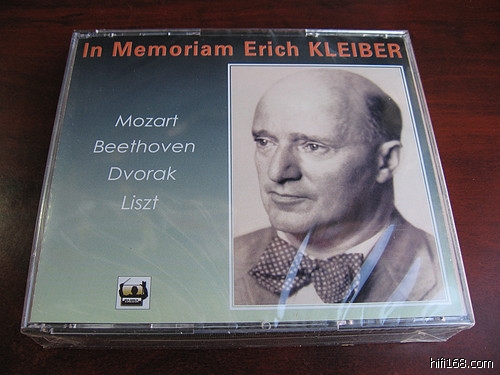 In Memoriam Erich KLEIBER
Mozart
Beethoven
Dvorak
Liszt
hifi168.com